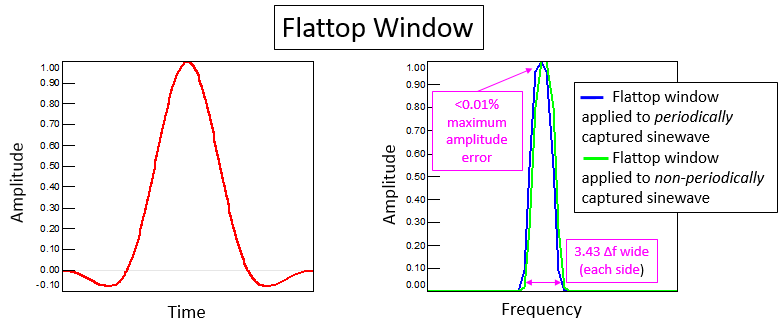 Flattop Window
1.00
0.90
0.80
0.70
0.60
0.50
0.40
0.30
0.20
0.10
0.00
-0.10
Amplitude
Time
1.00
0.90
0.80
0.70
0.60
0.50
0.40
0.30
0.20
0.10
0.00
Amplitude
Frequency
<0.01%
maximum
amplitude
error
3.43 Δf wide
(each side)
Flattop window
applied to periodically
captured sinewave
Flattop window
applied to non-periodically
captured sinewave